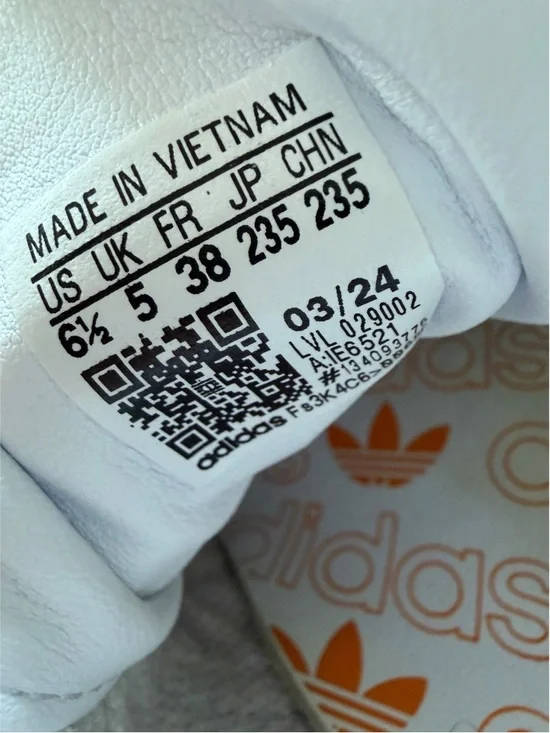 MADE IN VIETNAM
US UK FR JP CHN
6½ 5 38 235 235
03/24
LVL 029002
A:IE6521
adidas
adidas
adidas